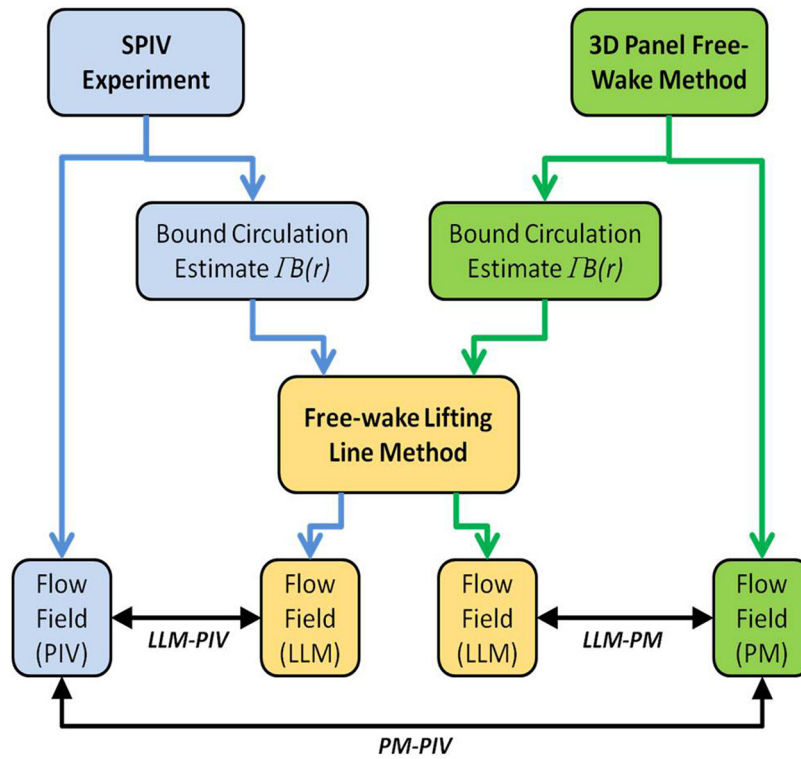 SPIV
Experiment
3D Panel Free-
Wake Method
Bound Circulation
Estimate ΓB(r)
Bound Circulation
Estimate ΓB(r)
Free-wake Lifting
Line Method
Flow
Field
(PIV)
Flow
Field
(LLM)
Flow
Field
(LLM)
Flow
Field
(PM)
LLM-PIV
LLM-PM
PM-PIV